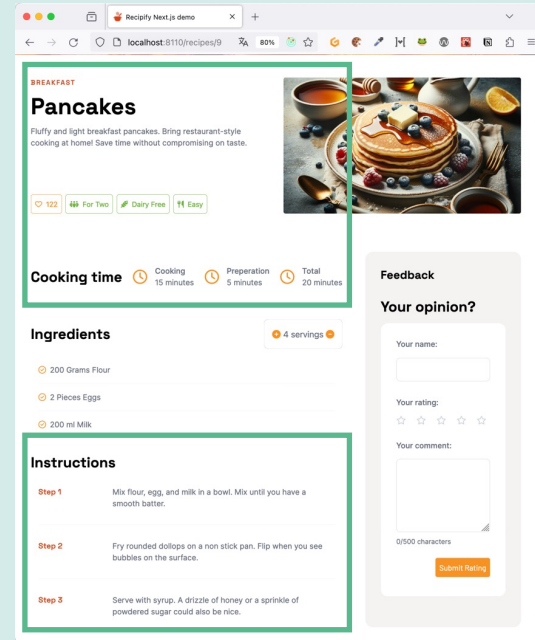 Recipify Next.js demo
localhost:8110/recipes/9
80%
BREAKFAST
Pancakes
Fluffy and light breakfast pancakes. Bring restaurant-style
cooking at home! Save time without compromising on taste.
122
For Two
Dairy Free
Easy
Cooking time
Cooking
15 minutes
Preperation
5 minutes
Total
20 minutes
Ingredients
4 servings
200 Grams Flour
2 Pieces Eggs
200 ml Milk
Instructions
Step 1
Mix flour, egg, and milk in a bowl. Mix until you have a
smooth batter.
Step 2
Fry rounded dollops on a non stick pan. Flip when you see
bubbles on the surface.
Step 3
Serve with syrup. A drizzle of honey or a sprinkle of
powdered sugar could also be nice.
Feedback
Your opinion?
Your name:
Your rating:
Your comment:
0/500 characters
Submit Rating